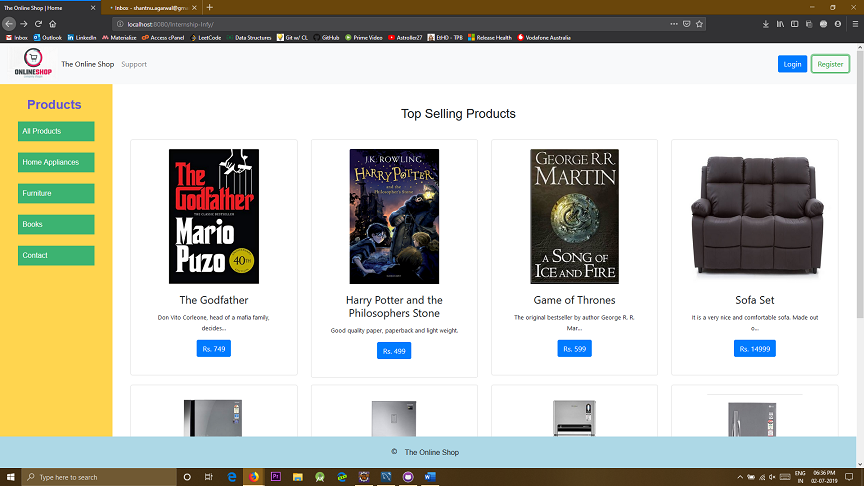 The Online Shop | Home
Inbox - shantnu.agarwal@gm
localhost:8080/Internship-Infy/
Inbox
Outlook
LinkedIn
Materialize
Access cPanel
LeetCode
Data Structures
Git w/ CL
GitHub
Prime Video
Astroller27
EtHD - TPB
Release Health
Vodafone Australia
ONLINESHOP
The Online Shop
Support
Login
Register
Products
All Products
Home Appliances
Furniture
Books
Contact
Top Selling Products
The
Godfather
Mario
Puzo
40th
The Godfather
Don Vito Corleone, head of a mafia family,
decides...
Rs. 749
J.K. ROWLING
HARRY POTTER
and the
Philosopher's Stone
Harry Potter and the
Philosophers Stone
Good quality paper, paperback and light weight.
Rs. 499
GEORGE R.R.
MARTIN
A SONG OF
ICE AND FIRE
Game of Thrones
The original bestseller by author George R. R.
Mar...
Rs. 599
Sofa Set
It is a very nice and comfortable sofa. Made out
o...
Rs. 14999
© The Online Shop
Type here to search
ENG
IN
06:36 PM
02-07-2019